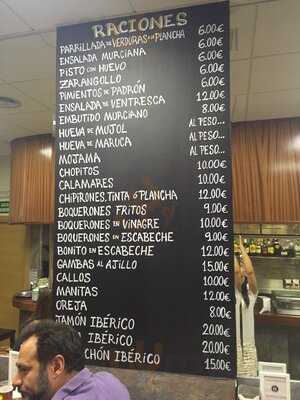 RACIONES
PARRILLADA DE VERDURAS A LA PLANCHA 6.00€
ENSALADA MURCIANA 6.00€
PISTO CON HUEVO 6.00€
ZARANGOLLO 6.00€
PIMIENTOS DE PADRÓN 6.00€
ENSALADA DE VENTRESCA 12.00€
EMBUTIDO MURCIANO 8.00€
HUEVA DE MUJOL AL PESO...
HUEVA DE MARUCA AL PESO...
MOJAMA AL PESO...
CHOPITOS 10.00€
CALAMARES 10.00€
CHIPIRONES, TINTA Ó PLANCHA 12.00€
BOQUERONES FRITOS 9.00€
BOQUERONES EN VINAGRE 10.00€
BOQUERONES EN ESCABECHE 9.00€
BONITO EN ESCABECHE 12.00€
GAMBAS AL AJILLO 15.00€
CALLOS 10.00€
MANITAS 12.00€
OREJA 8.00€
JAMÓN IBÉRICO 20.00€
IBÉRICO 20.00€
CHÓN IBÉRICO 15.00€